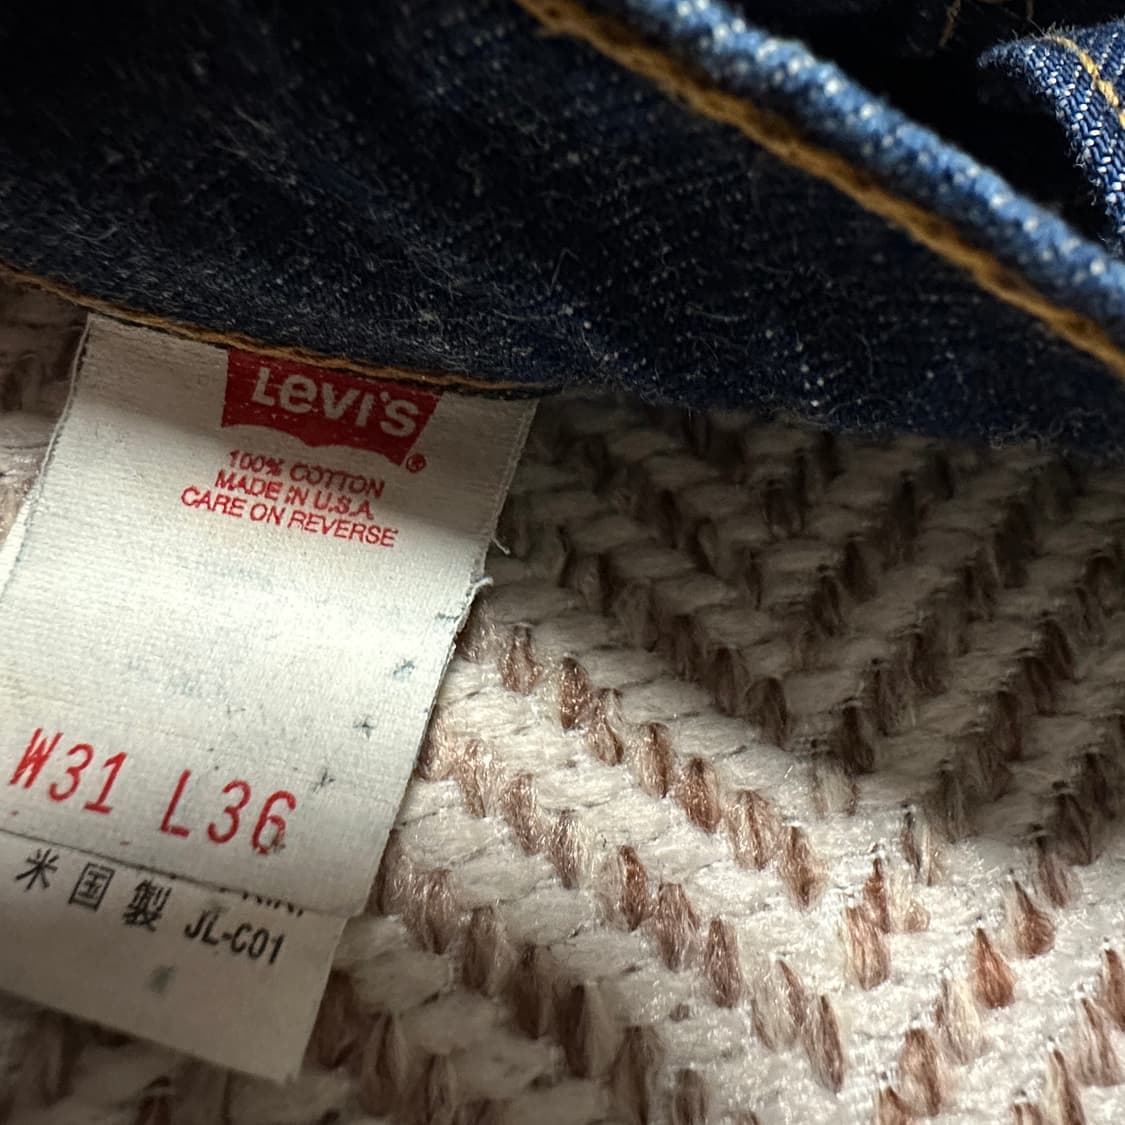 Levi's®
100% COTTON
MADE IN U.S.A.
CARE ON REVERSE
W31 L36
米国製 JL-C01